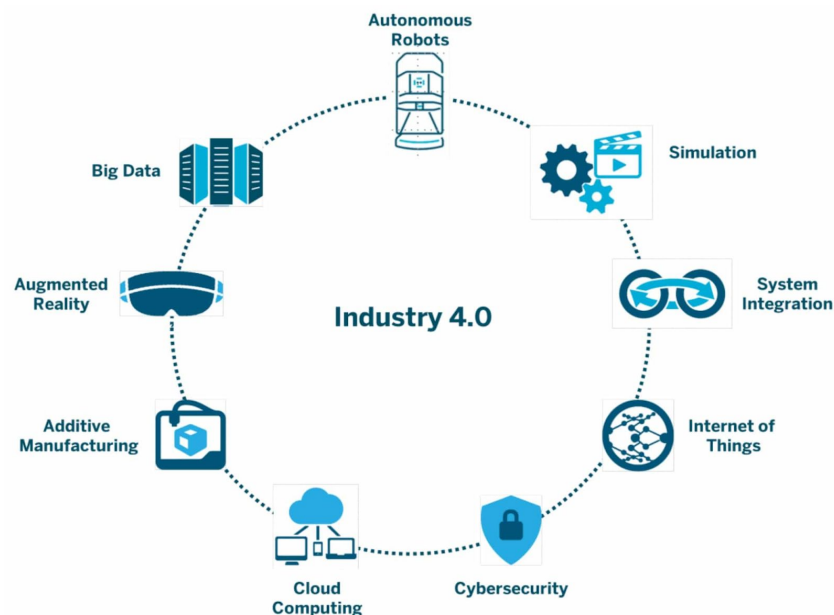 Autonomous
Robots
Simulation
Big Data
System
Integration
Augmented
Reality
Industry 4.0
Internet of
Things
Additive
Manufacturing
Cybersecurity
Cloud
Computing